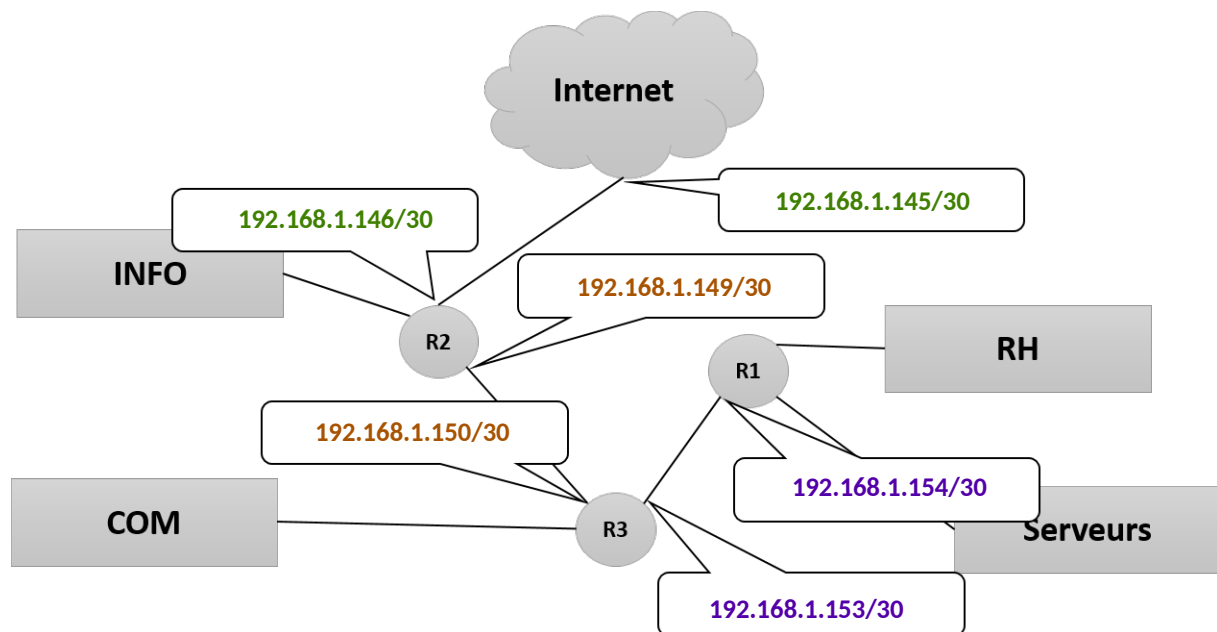 Internet
192.168.1.145/30
192.168.1.146/30
INFO
192.168.1.149/30
R2
R1
RH
192.168.1.150/30
192.168.1.154/30
COM
R3
Serveurs
192.168.1.153/30